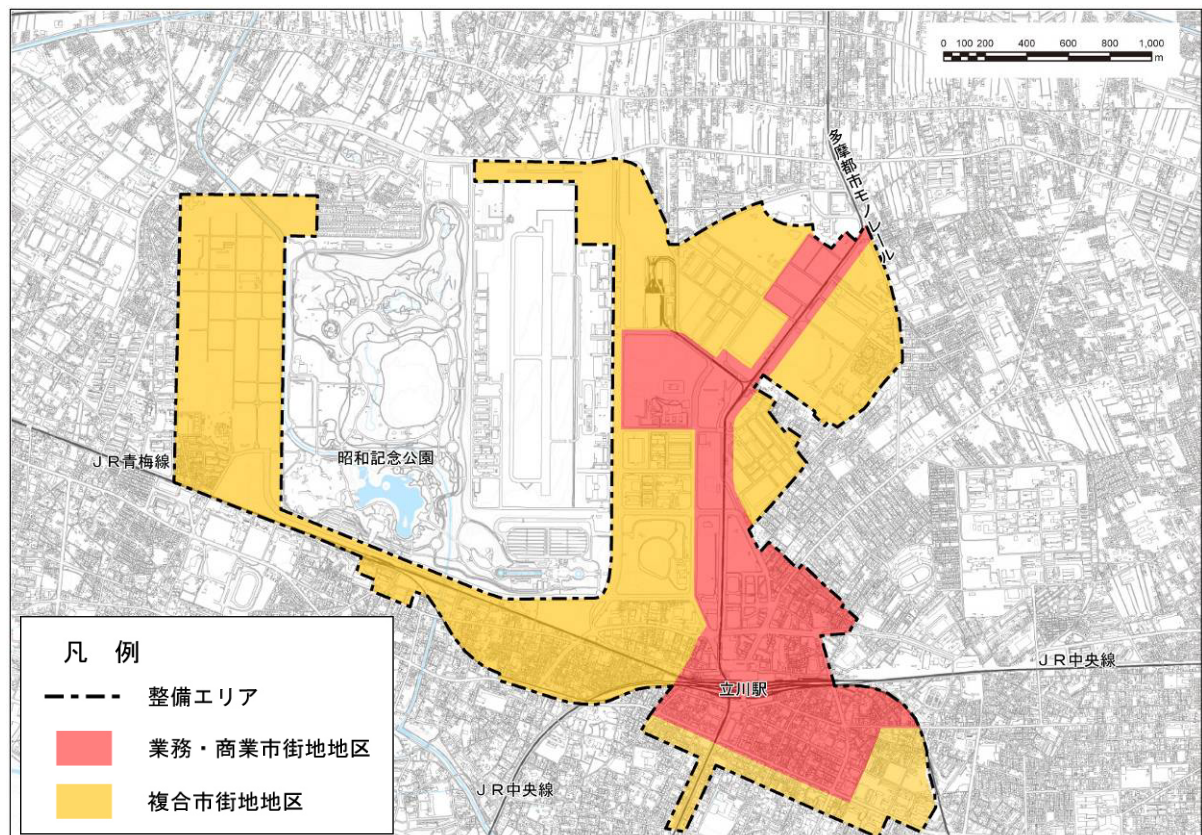 0 100 200 400 600 800 1,000
m
多摩都市モノレール
JR青梅線
昭和記念公園
JR中央線
立川駅
JR中央線
凡 例
整備エリア
業務・商業市街地地区
複合市街地地区